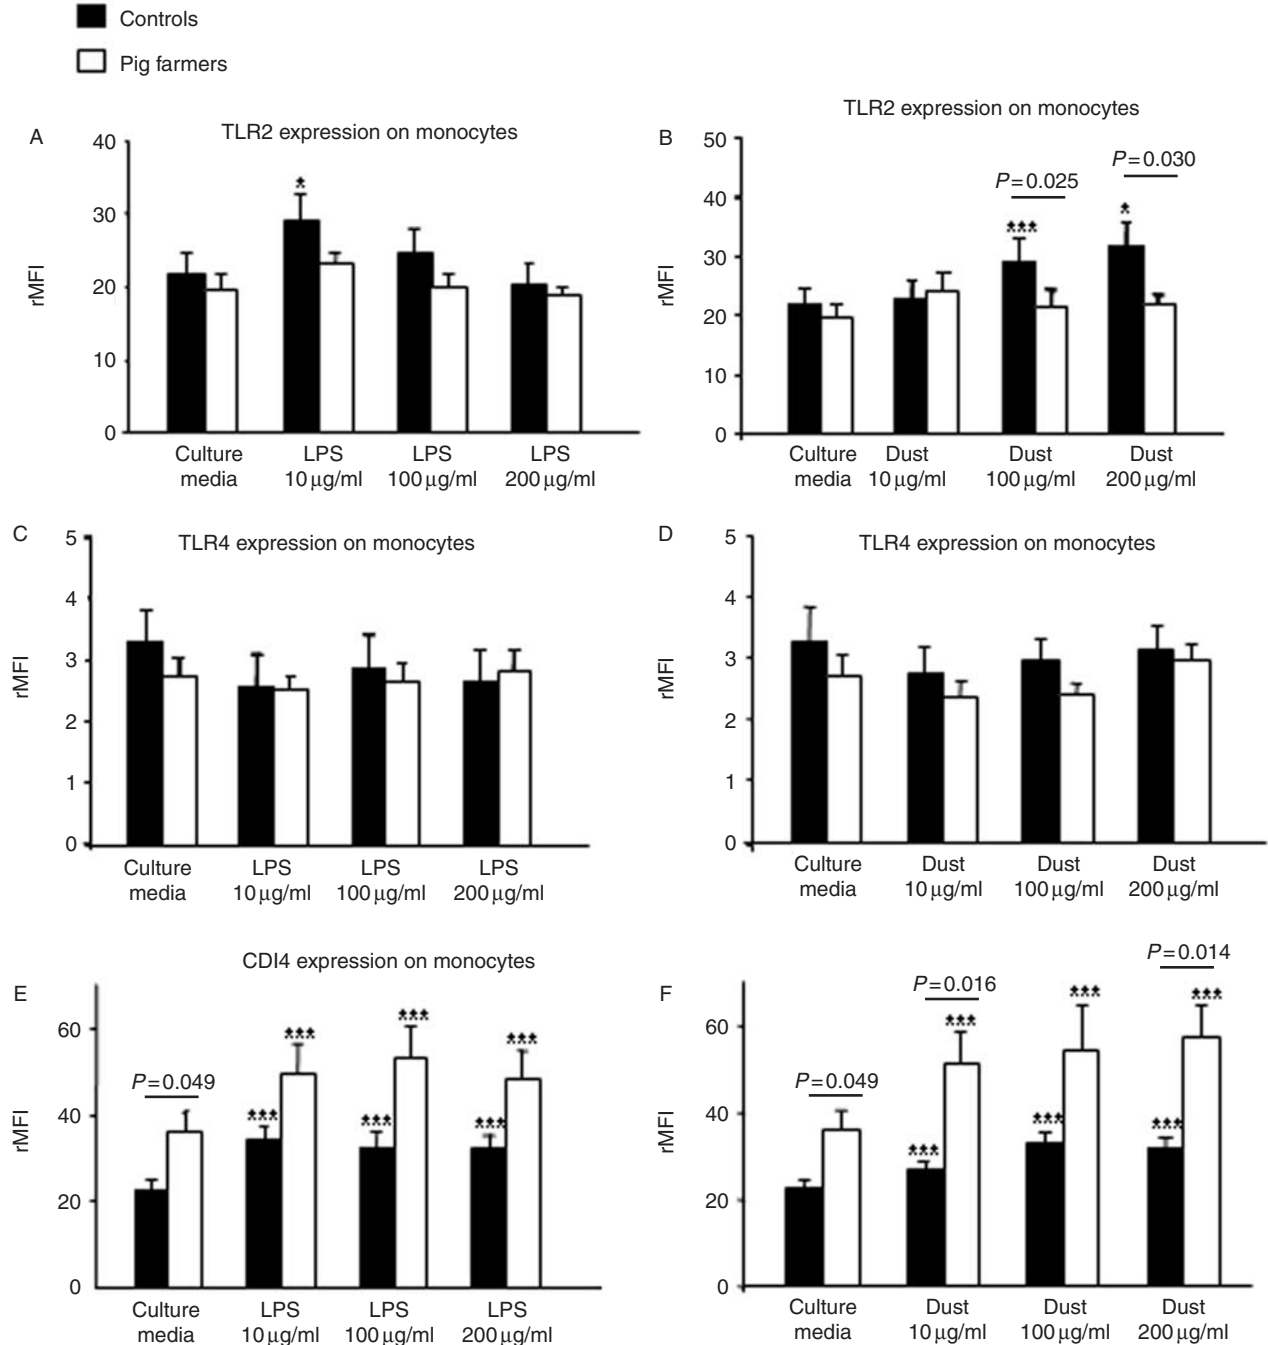 Controls
Pig farmers
A
TLR2 expression on monocytes
40
30
20
10
0
rMFI
*
Culture media
LPS 10 µg/ml
LPS 100 µg/ml
LPS 200 µg/ml
B
TLR2 expression on monocytes
50
40
30
20
10
0
rMFI
P=0.025
***
P=0.030
*
Culture media
Dust 10 µg/ml
Dust 100 µg/ml
Dust 200 µg/ml
C
TLR4 expression on monocytes
5
4
3
2
1
0
rMFI
Culture media
LPS 10 µg/ml
LPS 100 µg/ml
LPS 200 µg/ml
D
TLR4 expression on monocytes
5
4
3
2
1
0
rMFI
Culture media
Dust 10 µg/ml
Dust 100 µg/ml
Dust 200 µg/ml
E
CDI4 expression on monocytes
60
40
20
0
rMFI
P=0.049
***
***
***
***
***
***
Culture media
LPS 10 µg/ml
LPS 100 µg/ml
LPS 200 µg/ml
F
60
40
20
0
rMFI
P=0.049
P=0.016
***
***
***
***
P=0.014
***
***
Culture media
Dust 10 µg/ml
Dust 100 µg/ml
Dust 200 µg/ml